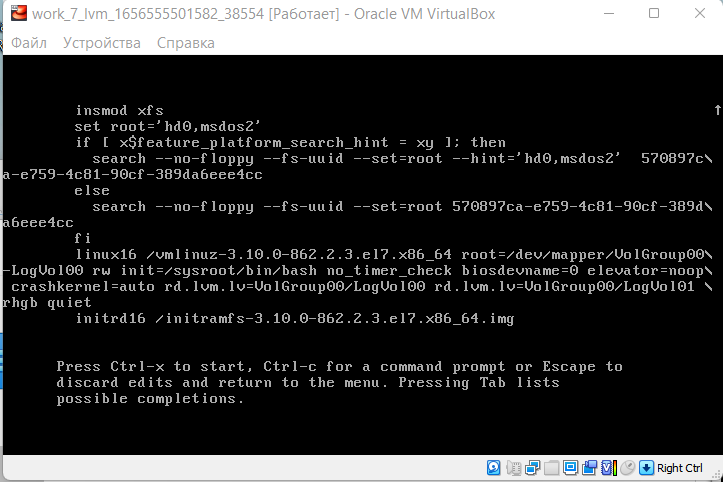 work_7_lvm_1656555501582_38554 [Работает] - Oracle VM VirtualBox
Файл Устройства Справка
insmod xfs
set root='hd0,msdos2'
if [ x$feature_platform_search_hint = xy ]; then
search --no-floppy --fs-uuid --set=root --hint='hd0,msdos2'  570897c\
a-e759-4c81-90cf-389da6eee4cc
else
search --no-floppy --fs-uuid --set=root 570897ca-e759-4c81-90cf-389d\
a6eee4cc
fi
linux16 /vmlinuz-3.10.0-862.2.3.el7.x86_64 root=/dev/mapper/VolGroup00\
-LogVol00 rw init=/sysroot/bin/bash no_timer_check biosdevname=0 elevator=noop\
crashkernel=auto rd.lvm.lv=VolGroup00/LogVol00 rd.lvm.lv=VolGroup00/LogVol01 \
rhgb quiet
initrd16 /initramfs-3.10.0-862.2.3.el7.x86_64.img
Press Ctrl-x to start, Ctrl-c for a command prompt or Escape to
discard edits and return to the menu. Pressing Tab lists
possible completions.
Right Ctrl